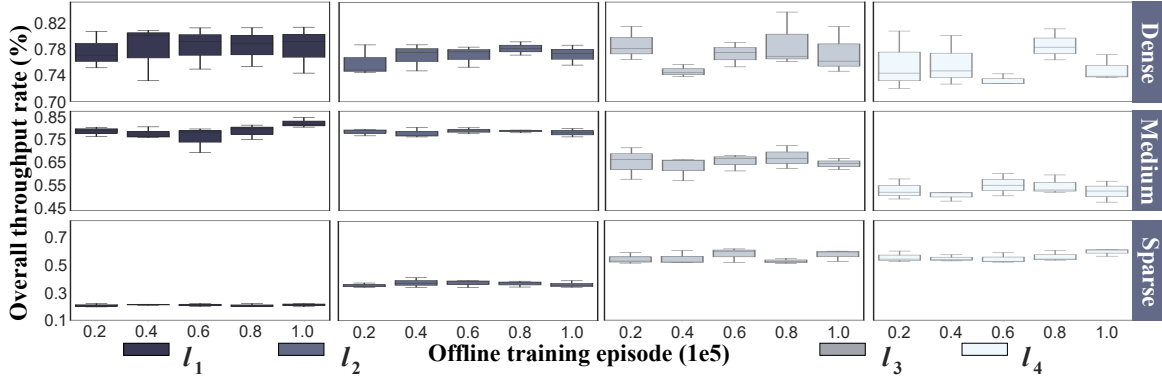 Overall throughput rate (%)
0.82
0.78
0.74
0.70
Dense
0.85
0.75
0.65
0.55
0.45
Medium
0.7
0.5
0.3
0.1
Sparse
0.2 0.4 0.6 0.8 1.0 0.2 0.4 0.6 0.8 1.0 0.2 0.4 0.6 0.8 1.0 0.2 0.4 0.6 0.8 1.0
l1 l2 Offline training episode (1e5) l3 l4